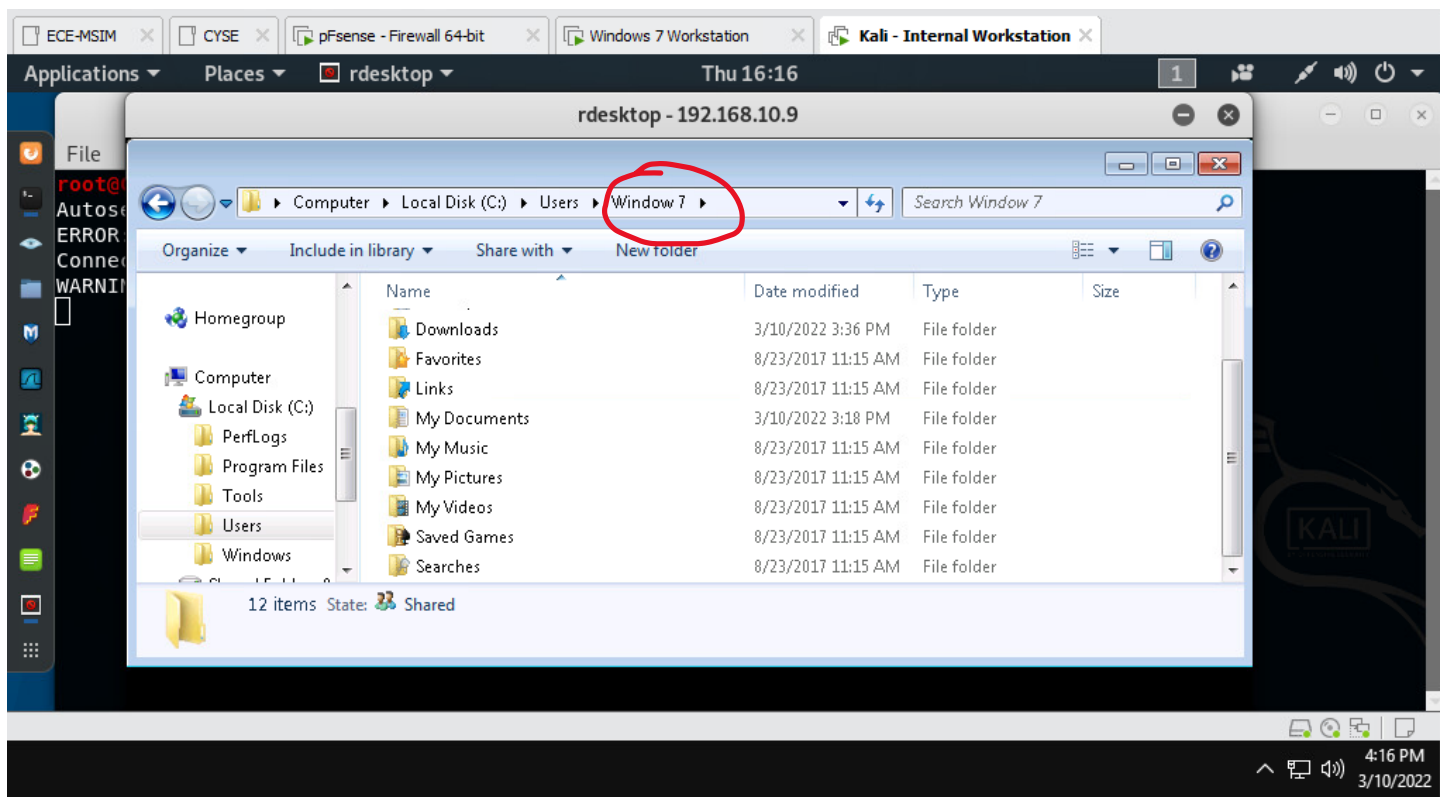 ECE-MSIM CYSE pFsense - Firewall 64-bit Windows 7 Workstation Kali - Internal Workstation
Applications Places rdesktop Thu 16:16 1
rdesktop - 192.168.10.9
File
Computer Local Disk (C:) Users Window 7 Search Window 7
Organize Include in library Share with New folder
root@
Autose
ERROR:
Connec
WARNIN
Homegroup
Computer
Local Disk (C:)
PerfLogs
Program Files
Tools
Users
Windows
Name Date modified Type Size
Downloads 3/10/2022 3:36 PM File folder
Favorites 8/23/2017 11:15 AM File folder
Links 8/23/2017 11:15 AM File folder
My Documents 3/10/2022 3:18 PM File folder
My Music 8/23/2017 11:15 AM File folder
My Pictures 8/23/2017 11:15 AM File folder
My Videos 8/23/2017 11:15 AM File folder
Saved Games 8/23/2017 11:15 AM File folder
Searches 8/23/2017 11:15 AM File folder
12 items State: Shared
KALI
4:16 PM
3/10/2022